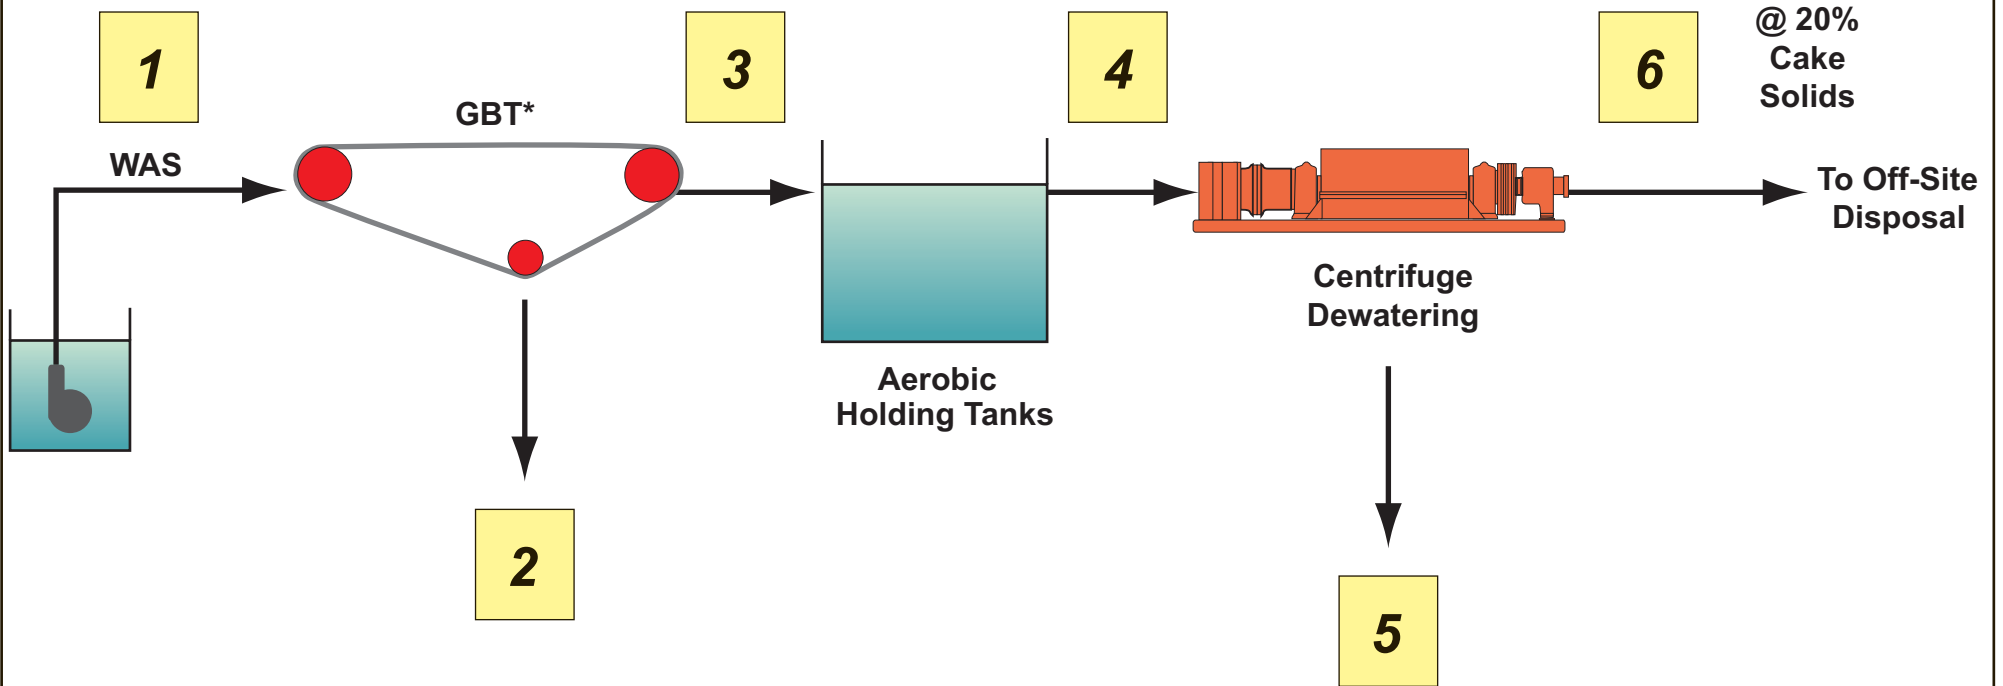 1
3
4
6
@ 20%
Cake
Solids
GBT*
WAS
To Off-Site
Disposal
Centrifuge
Dewatering
Aerobic
Holding Tanks
2
5